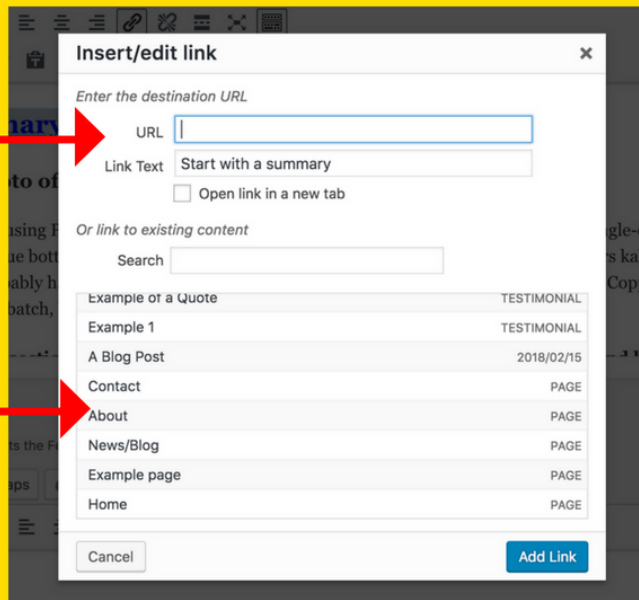 Insert/edit link
Enter the destination URL
URL
Link Text Start with a summary
Open link in a new tab
Or link to existing content
Search
Example of a Quote TESTIMONIAL
Example 1 TESTIMONIAL
A Blog Post 2018/02/15
Contact PAGE
About PAGE
News/Blog PAGE
Example page PAGE
Home PAGE
Cancel Add Link